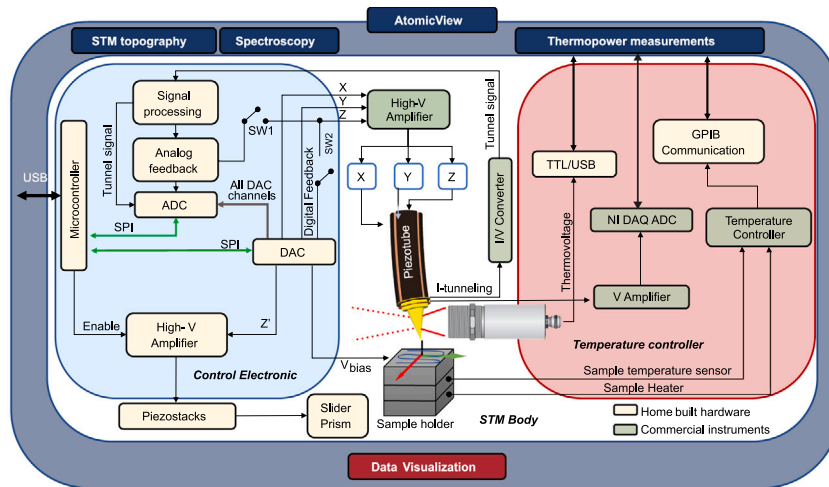 AtomicView
STM topography
Spectroscopy
Thermopower measurements
Signal
processing
X
Y
Z
High-V
Amplifier
Tunnel signal
SW1
SW2
GPIB
Communication
TTL/USB
Analog
feedback
Tunnel signal
USB
Microcontroller
X
Y
Z
Digital Feedback
All DAC
channels
ADC
I/V Converter
Piezotube
Thermovoltage
NI DAQ ADC
Temperature
Controller
SPI
SPI
DAC
I-tunneling
V Amplifier
Enable
High- V
Amplifier
Z'
Temperature controller
Vbias
Control Electronic
Sample temperature sensor
Sample Heater
Piezostacks
Slider
Prism
Sample holder
STM Body
Home built hardware
Commercial instruments
Data Visualization